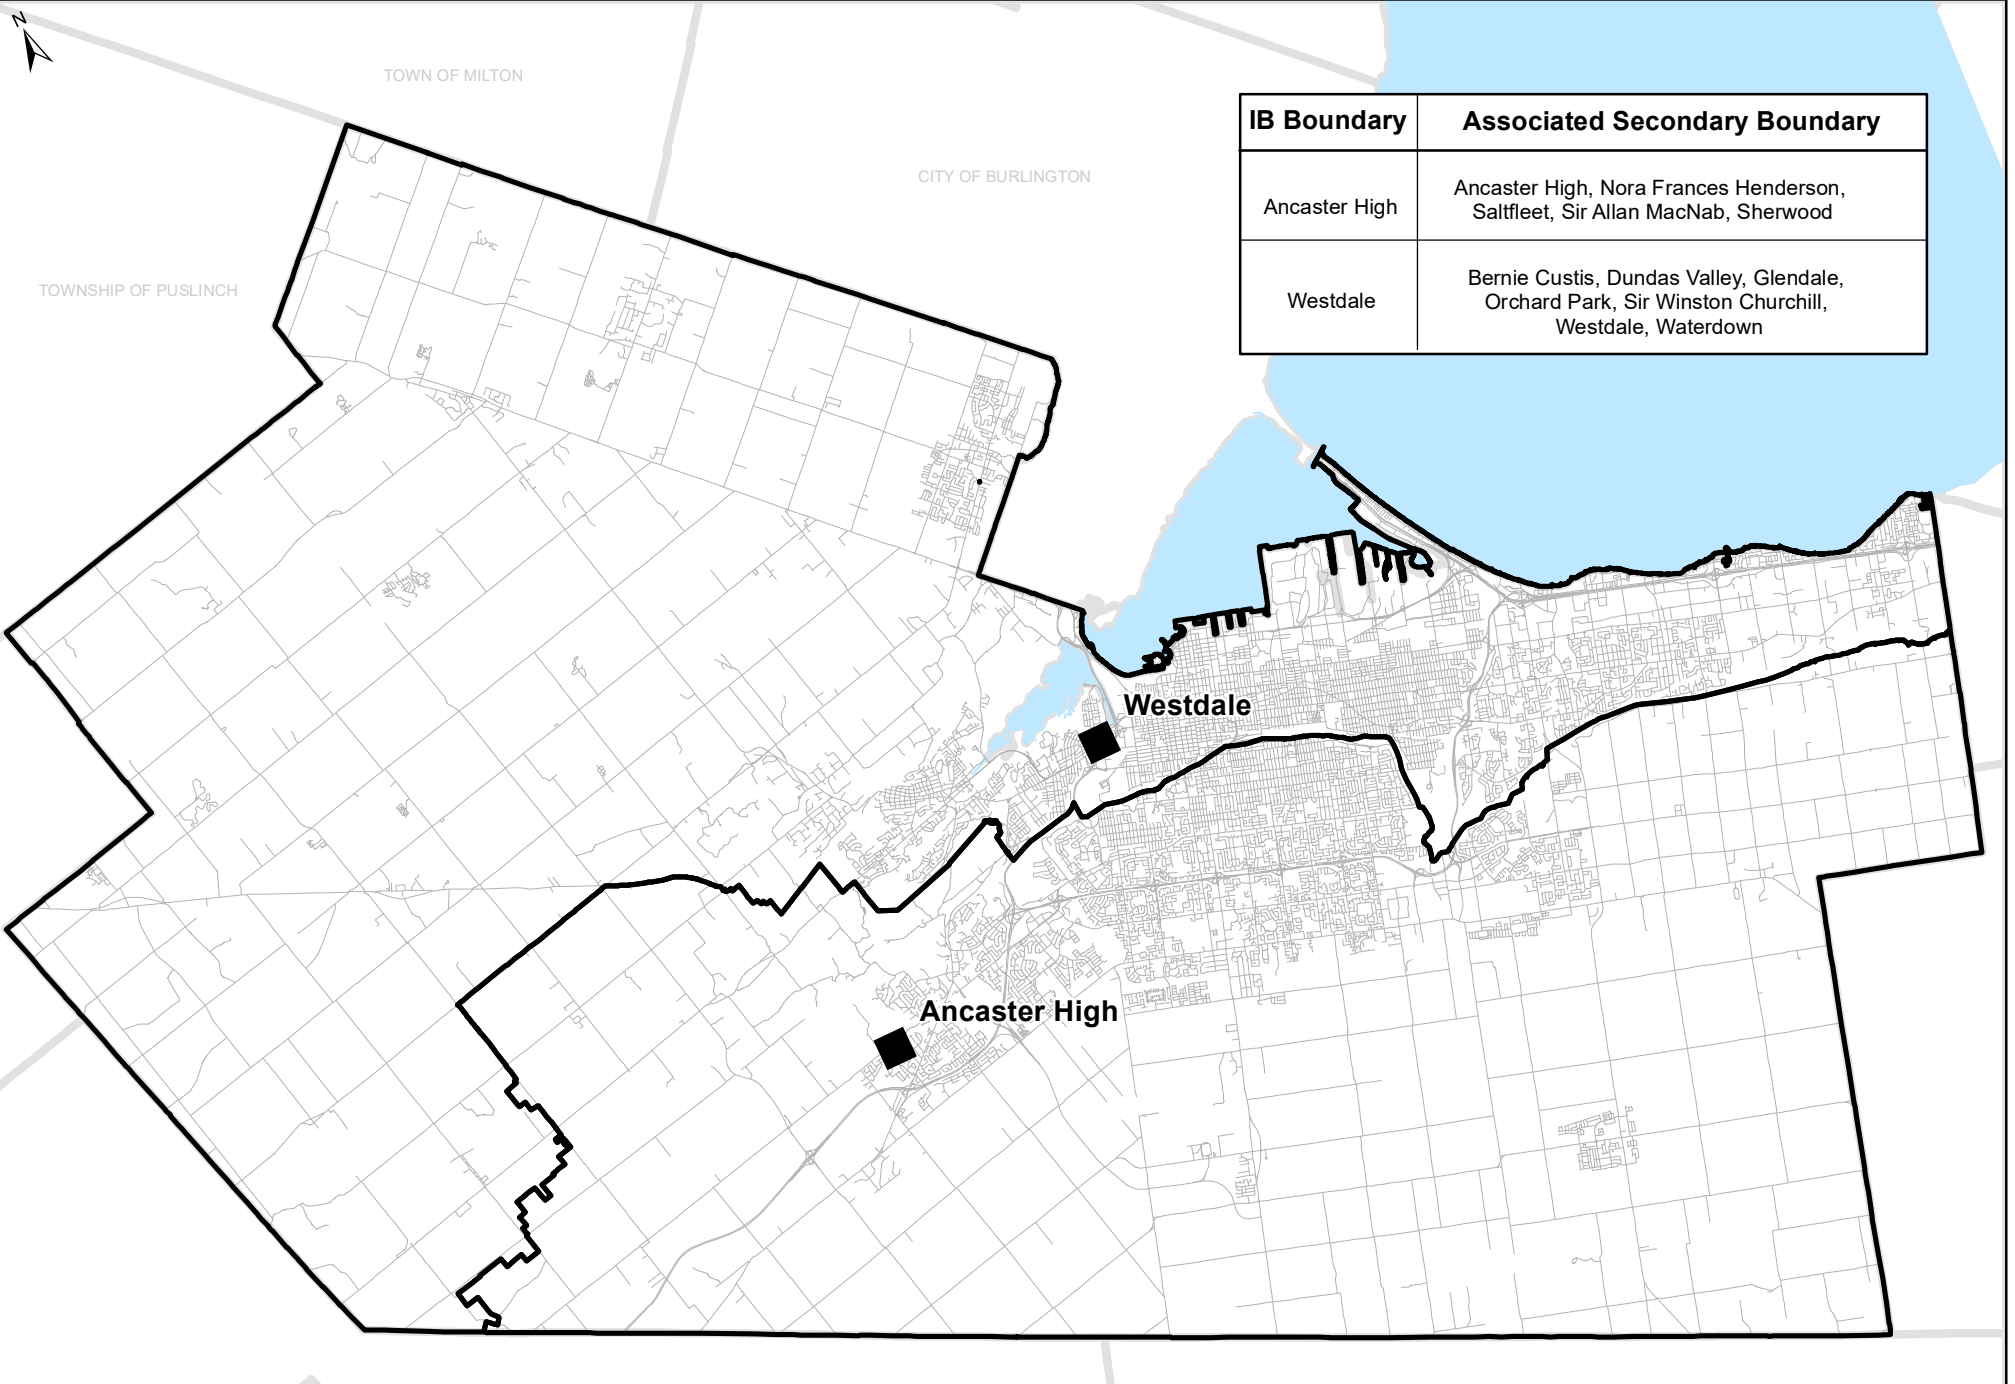 N
TOWN OF MILTON
CITY OF BURLINGTON
TOWNSHIP OF PUSLINCH
IB Boundary Associated Secondary Boundary
Ancaster High
Ancaster High, Nora Frances Henderson,
Saltfleet, Sir Allan MacNab, Sherwood
Westdale
Bernie Custis, Dundas Valley, Glendale,
Orchard Park, Sir Winston Churchill,
Westdale, Waterdown
Westdale
Ancaster High